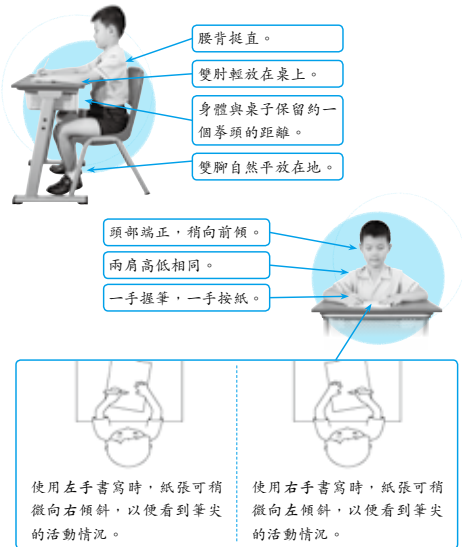 腰背挺直。
雙肘輕放在桌上。
身體與桌子保留約一
個拳頭的距離。
雙腳自然平放在地。
頭部端正，稍向前傾。
兩肩高低相同。
一手握筆，一手按紙。
使用左手書寫時，紙張可稍
微向右傾斜，以便看到筆尖
的活動情況。
使用右手書寫時，紙張可稍
微向左傾斜，以便看到筆尖
的活動情況。